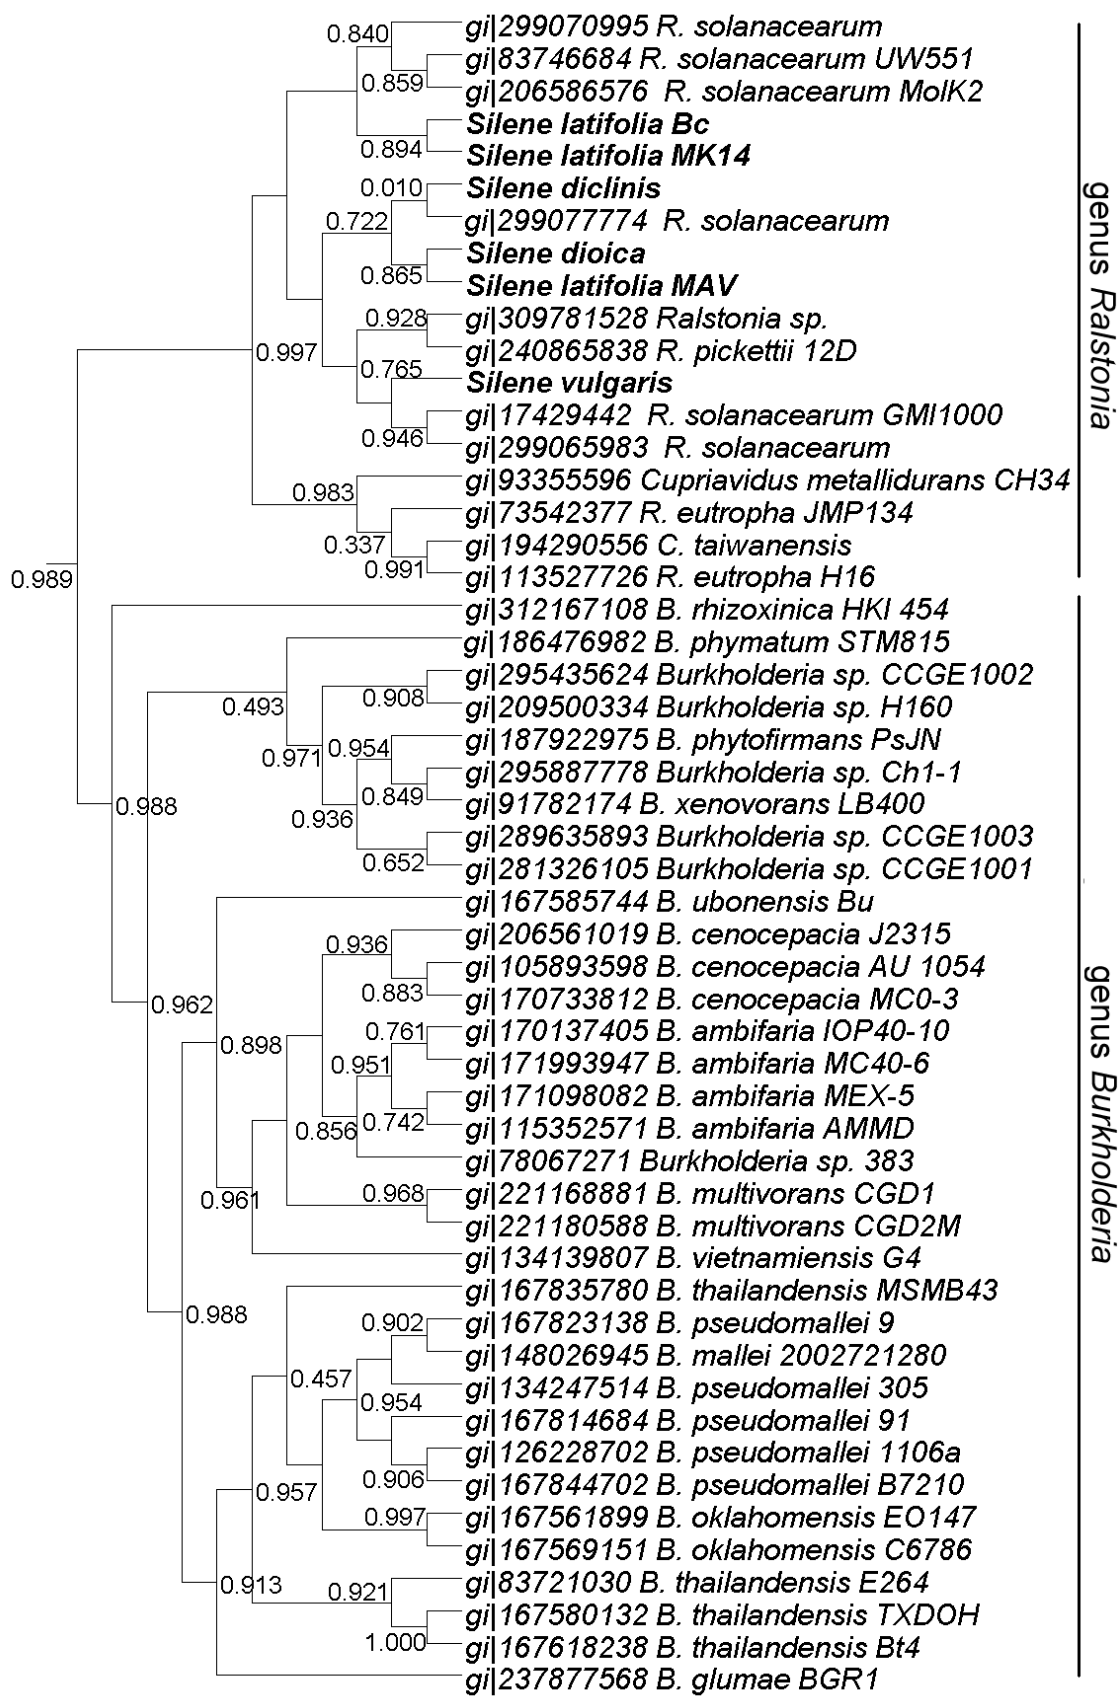 0.840
gi|299070995 R. solanacearum
gi|83746684 R. solanacearum UW551
0.859
gi|206586576 R. solanacearum MolK2
Silene latifolia Bc
0.894
Silene latifolia MK14
0.010
Silene diclinis
0.722
gi|299077774 R. solanacearum
Silene dioica
0.865
Silene latifolia MAV
0.928
gi|309781528 Ralstonia sp.
0.997
gi|240865838 R. pickettii 12D
0.765
Silene vulgaris
gi|17429442 R. solanacearum GMI1000
0.946
gi|299065983 R. solanacearum
0.983
gi|93355596 Cupriavidus metallidurans CH34
gi|73542377 R. eutropha JMP134
0.337
gi|194290556 C. taiwanensis
0.989
0.991
gi|113527726 R. eutropha H16
genus Ralstonia
gi|312167108 B. rhizoxinica HKI 454
gi|186476982 B. phymatum STM815
gi|295435624 Burkholderia sp. CCGE1002
0.493
0.908
gi|209500334 Burkholderia sp. H160
0.971
0.954
gi|187922975 B. phytofirmans PsJN
gi|295887778 Burkholderia sp. Ch1-1
0.988
0.849
gi|91782174 B. xenovorans LB400
0.936
gi|289635893 Burkholderia sp. CCGE1003
0.652
gi|281326105 Burkholderia sp. CCGE1001
gi|167585744 B. ubonensis Bu
0.936
gi|206561019 B. cenocepacia J2315
gi|105893598 B. cenocepacia AU 1054
0.962
0.883
gi|170733812 B. cenocepacia MC0-3
0.898
0.761
gi|170137405 B. ambifaria IOP40-10
0.951
gi|171993947 B. ambifaria MC40-6
gi|171098082 B. ambifaria MEX-5
0.856
0.742
gi|115352571 B. ambifaria AMMD
gi|78067271 Burkholderia sp. 383
0.961
0.968
gi|221168881 B. multivorans CGD1
gi|221180588 B. multivorans CGD2M
gi|134139807 B. vietnamiensis G4
gi|167835780 B. thailandensis MSMB43
0.988
0.902
gi|167823138 B. pseudomallei 9
gi|148026945 B. mallei 2002721280
0.457
gi|134247514 B. pseudomallei 305
0.954
gi|167814684 B. pseudomallei 91
gi|126228702 B. pseudomallei 1106a
0.957
0.906
gi|167844702 B. pseudomallei B7210
0.997
gi|167561899 B. oklahomensis EO147
gi|167569151 B. oklahomensis C6786
0.913
0.921
gi|83721030 B. thailandensis E264
gi|167580132 B. thailandensis TXDOH
1.000
gi|167618238 B. thailandensis Bt4
gi|237877568 B. glumae BGR1
genus Burkholderia